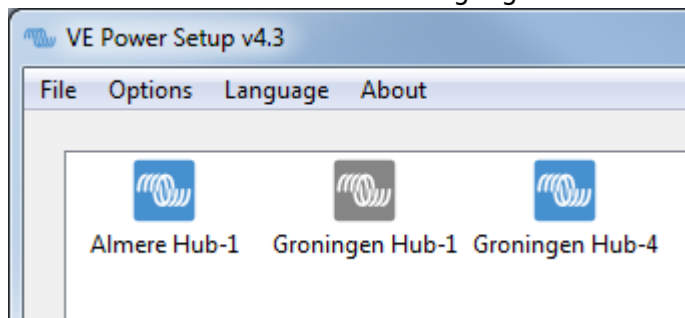 VE Power Setup v4.3
File Options Language About
Almere Hub-1 Groningen Hub-1 Groningen Hub-4